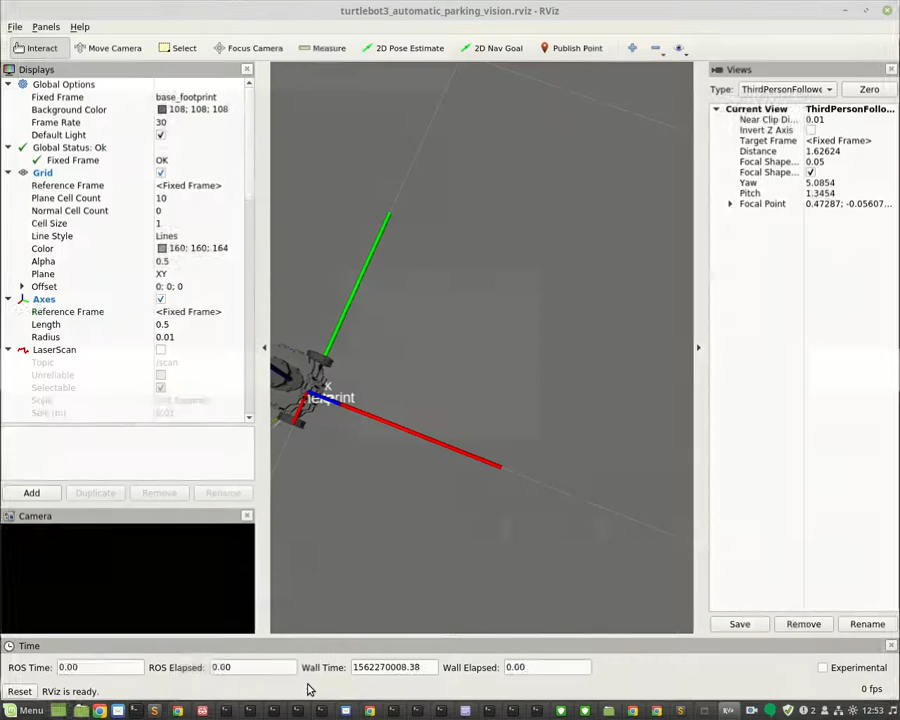 turtlebot3_automatic_parking_vision.rviz - RViz
File Panels Help
Interact Move Camera Select Focus Camera Measure 2D Pose Estimate 2D Nav Goal Publish Point
Displays
Global Options
Fixed Frame base_footprint
Background Color 108; 108; 108
Frame Rate 30
Default Light
Global Status: Ok
Fixed Frame OK
Grid
Reference Frame <Fixed Frame>
Plane Cell Count 10
Normal Cell Count 0
Cell Size 1
Line Style Lines
Color 160; 160; 164
Alpha 0.5
Plane XY
Offset 0; 0; 0
Axes
Reference Frame <Fixed Frame>
Length 0.5
Radius 0.01
LaserScan
Topic /scan
Unreliable
Selectable
Size (m) 0.01
Add Duplicate Remove Rename
Camera
Views
Type: ThirdPersonFollowe Zero
Current View ThirdPersonFollo...
Near Clip Di... 0.01
Invert Z Axis
Target Frame <Fixed Frame>
Distance 1.62624
Focal Shape... 0.05
Focal Shape...
Yaw 5.0854
Pitch 1.3454
Focal Point 0.47287; -0.05607...
Save Remove Rename
Time
ROS Time: 0.00 ROS Elapsed: 0.00 Wall Time: 1562270008.38 Wall Elapsed: 0.00 Experimental
Reset RViz is ready. 0 fps
Menu RViz 2 12:53